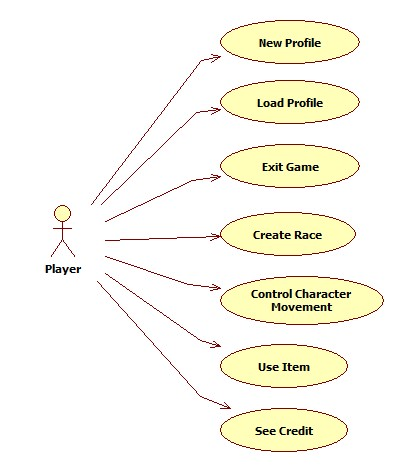 New Profile
Load Profile
Exit Game
Create Race
Player
Control Character
Movement
Use Item
See Credit